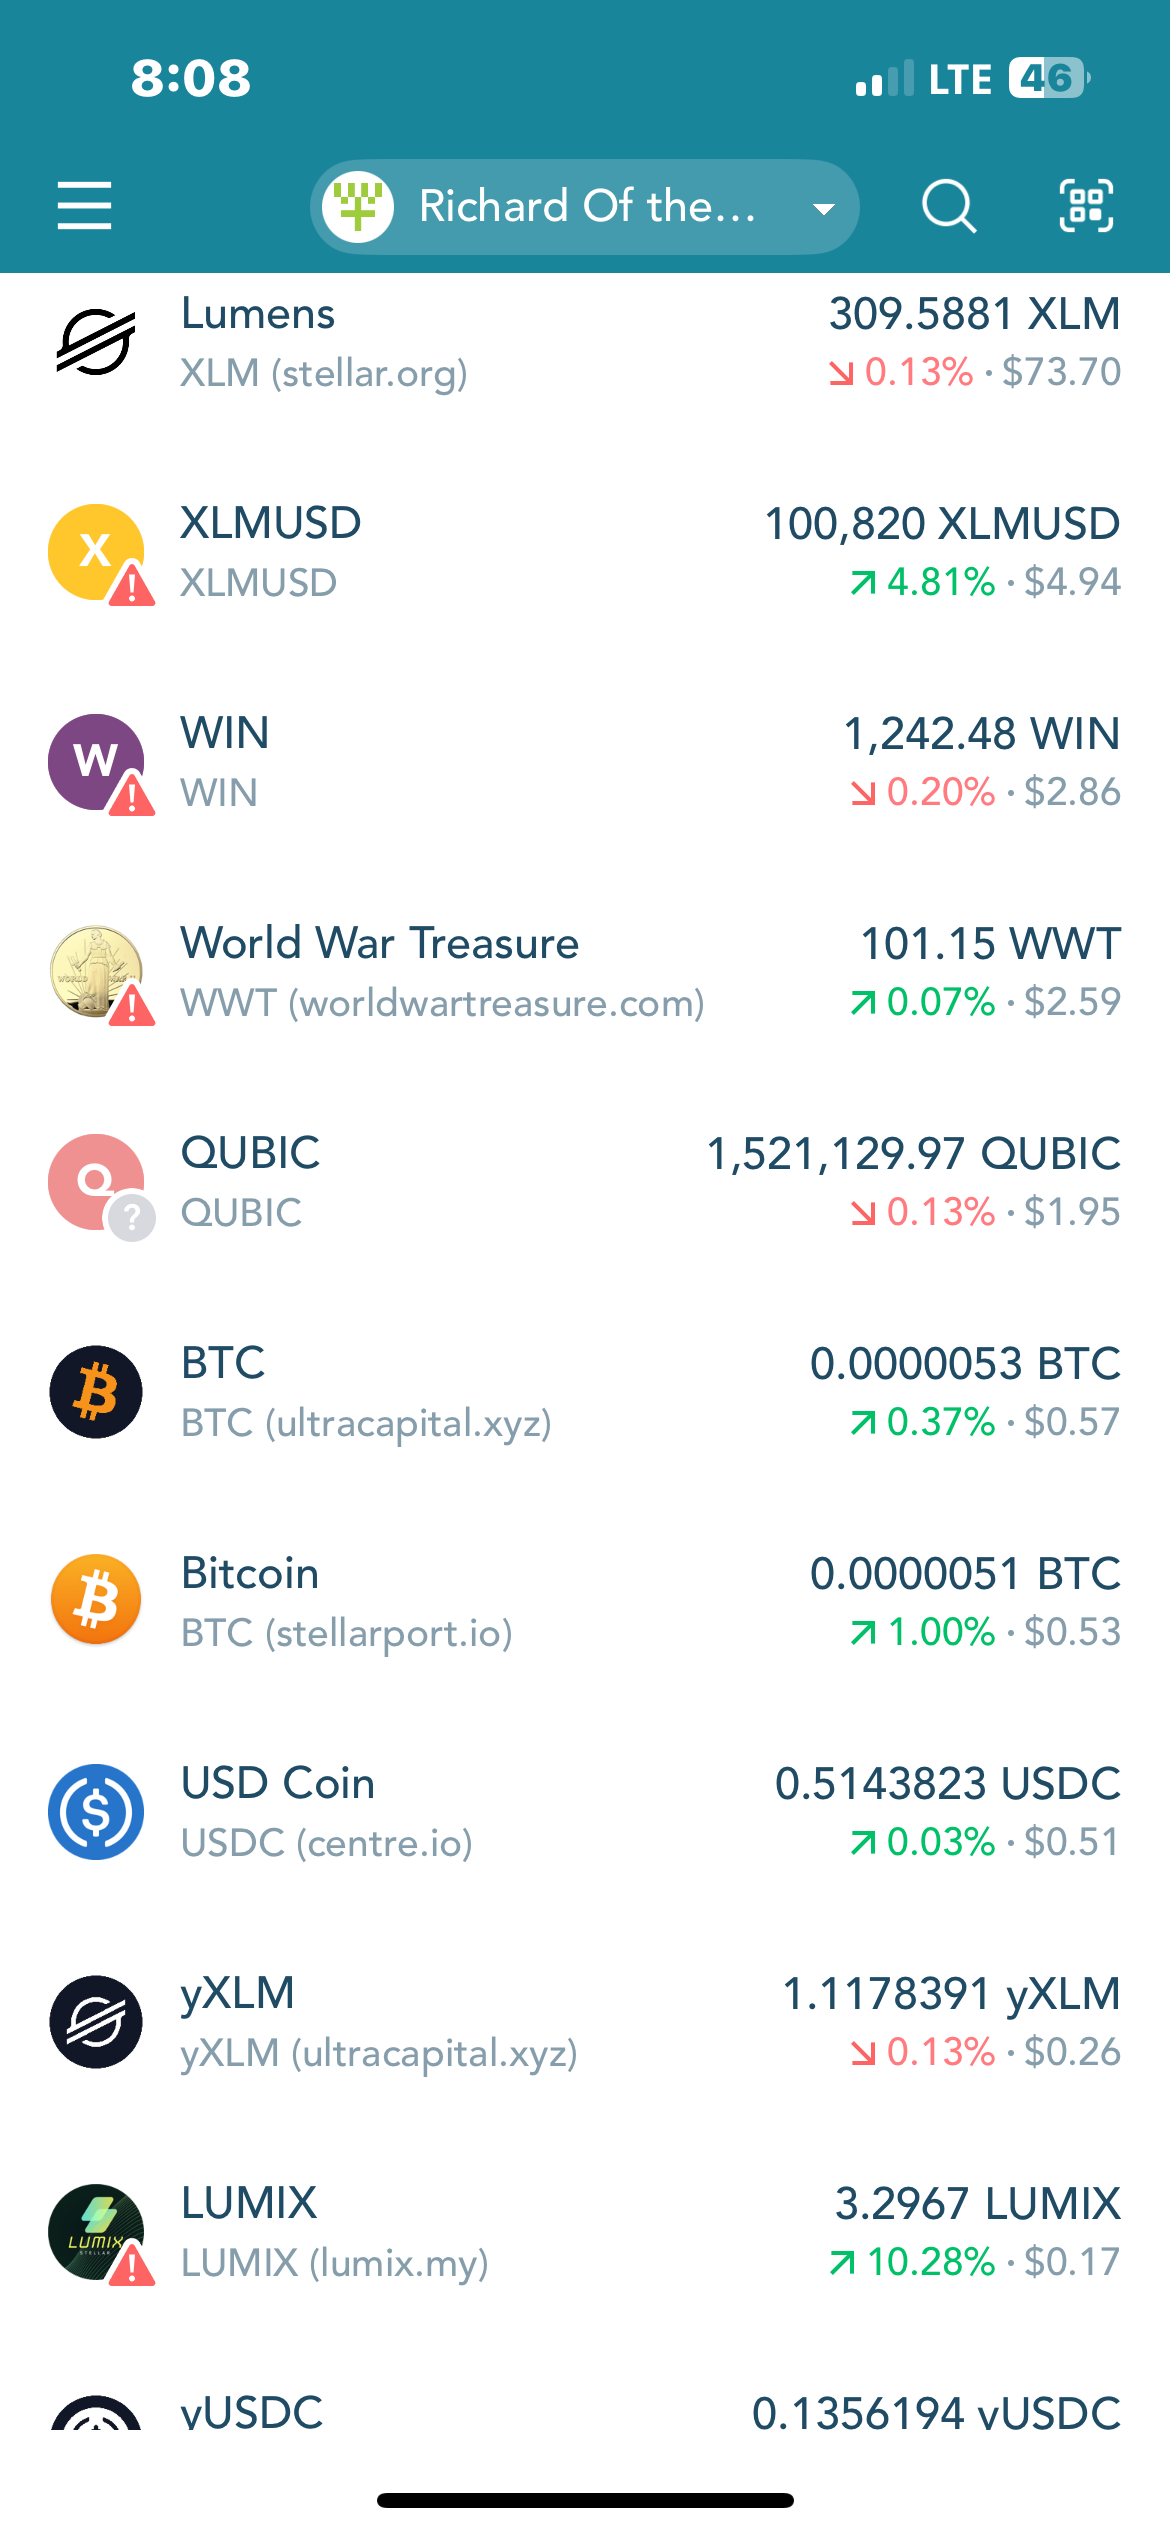 8:08
LTE 46
Richard Of the...
Lumens
309.5881 XLM
XLM (stellar.org)
0.13% · $73.70
X
XLMUSD
100,820 XLMUSD
XLMUSD
4.81% · $4.94
W
WIN
1,242.48 WIN
WIN
0.20% · $2.86
World War Treasure
101.15 WWT
WWT (worldwartreasure.com)
0.07% · $2.59
Q
?
QUBIC
1,521,129.97 QUBIC
QUBIC
0.13% · $1.95
BTC
0.0000053 BTC
BTC (ultracapital.xyz)
0.37% · $0.57
Bitcoin
0.0000051 BTC
BTC (stellarport.io)
1.00% · $0.53
USD Coin
0.5143823 USDC
USDC (centre.io)
0.03% · $0.51
yXLM
1.1178391 yXLM
yXLM (ultracapital.xyz)
0.13% · $0.26
LUMIX
STELLAR
LUMIX
3.2967 LUMIX
LUMIX (lumix.my)
10.28% · $0.17
yUSDC
0.1356194 yUSDC